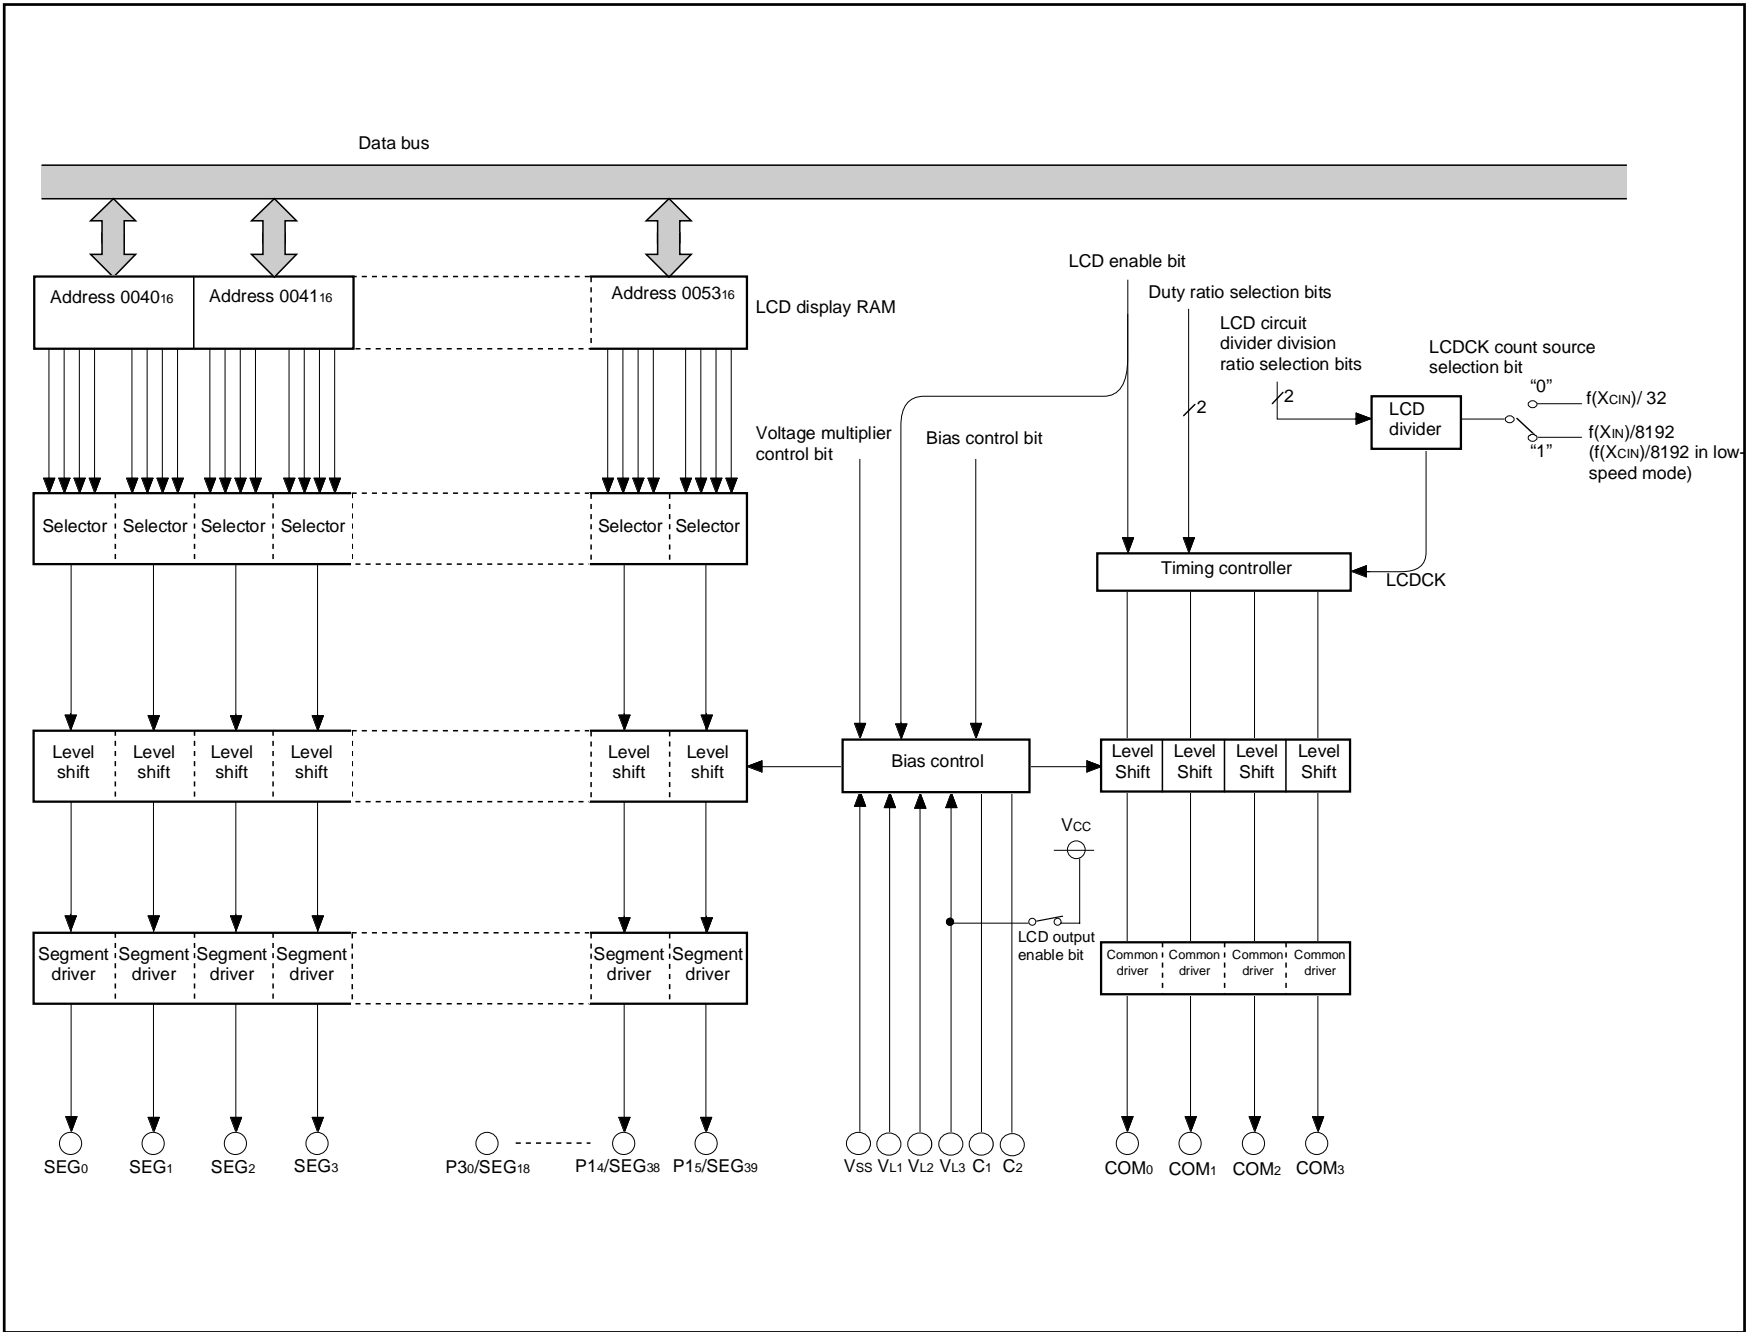 Data bus
LCD enable bit
Duty ratio selection bits
Address 004016
Address 004116
Address 005316
LCD display RAM
LCD circuit
divider division
ratio selection bits
LCDCK count source
selection bit
“0”
f(XCIN)/ 32
2
2
LCD
divider
f(XIN)/8192
“1”
(f(XCIN)/8192 in low-
speed mode)
Voltage multiplier
control bit
Bias control bit
Selector
Selector
Selector
Selector
Selector
Selector
Timing controller
LCDCK
Level
shift
Level
shift
Level
shift
Level
shift
Level
shift
Level
shift
Bias control
Level
Shift
Level
Shift
Level
Shift
Level
Shift
VCC
LCD output
enable bit
Segment
driver
Segment
driver
Segment
driver
Segment
driver
Segment
driver
Segment
driver
Common
driver
Common
driver
Common
driver
Common
driver
SEG0
SEG1
SEG2
SEG3
P30/SEG18
P14/SEG38
P15/SEG39
VSS
VL1
VL2
VL3
C1
C2
COM0
COM1
COM2
COM3